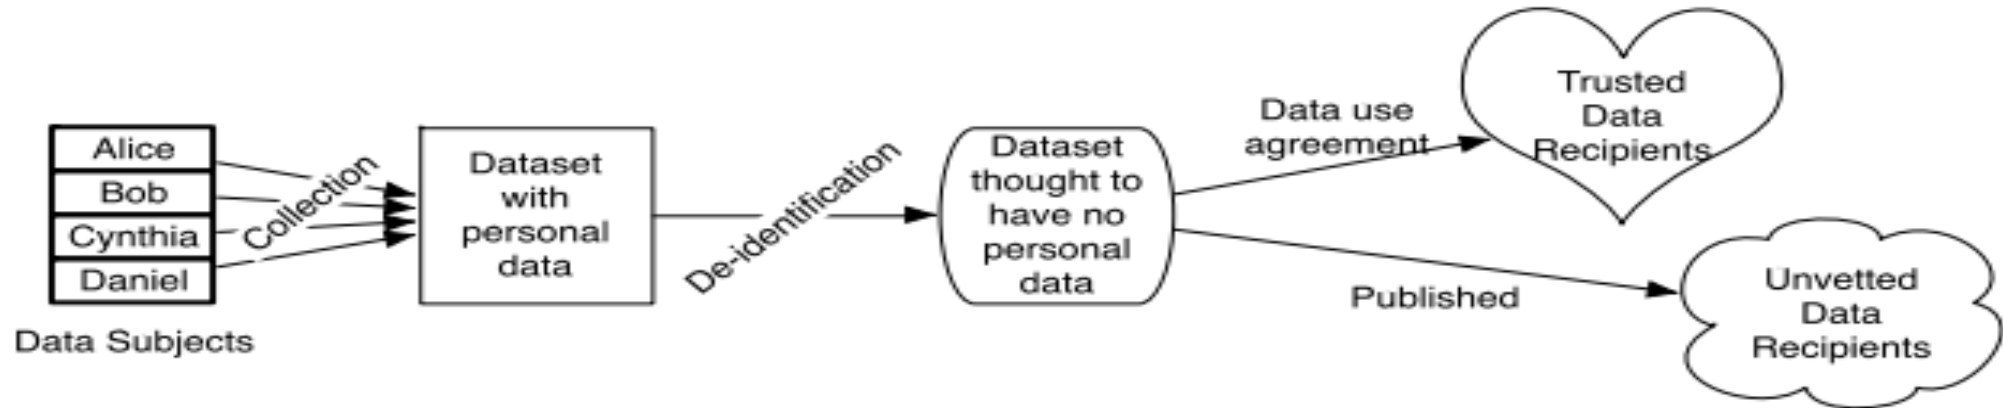 Alice
Bob
Cynthia
Daniel
Data Subjects
Collection
Dataset
with
personal
data
De-identification
Dataset
thought to
have no
personal
data
Data use
agreement
Trusted
Data
Recipients
Published
Unvetted
Data
Recipients